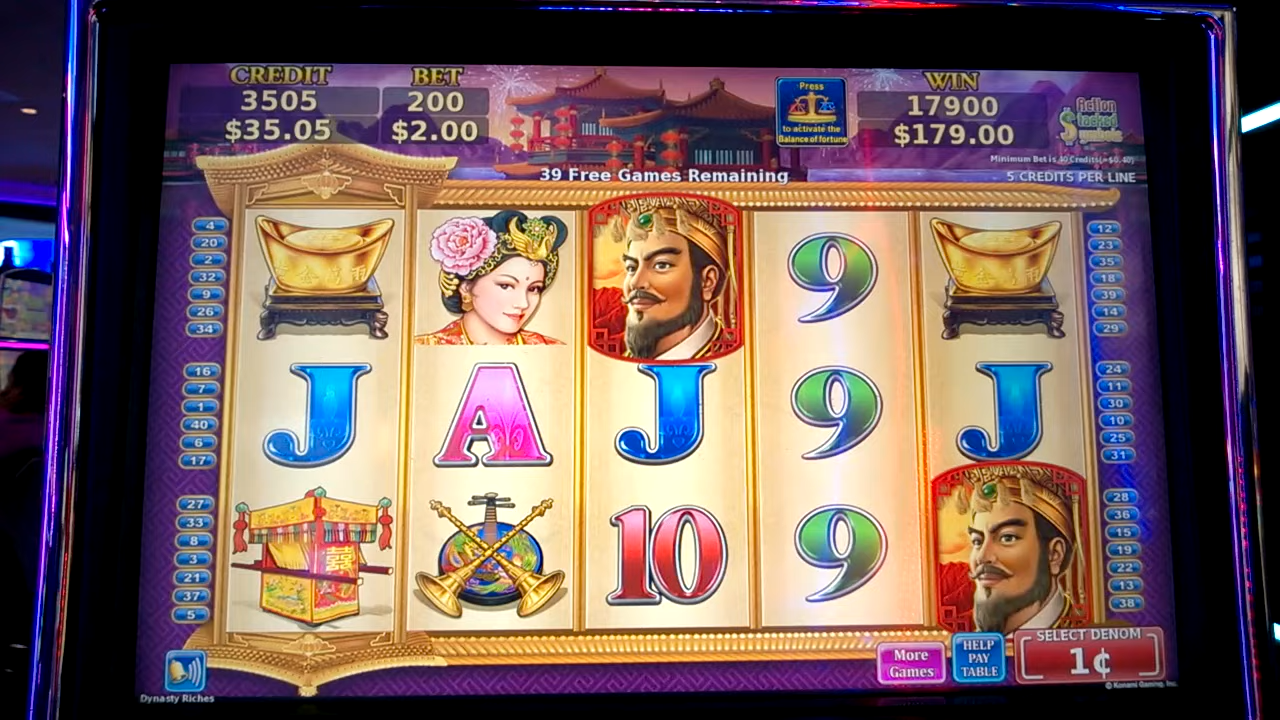 CREDIT
3505
$35.05
BET
200
$2.00
Press
to activate the
Balance of fortune
WIN
17900
$179.00
Action
Stacked
Symbols
Minimum Bet is 40 Credits(=$0.40)
39 Free Games Remaining
5 CREDITS PER LINE
4
20
2
32
9
26
34
16
7
1
40
6
17
27
33
8
3
21
37
5
9
J
A
J
9
J
10
9
12
23
35
18
39
14
29
24
11
30
10
25
31
28
36
15
19
22
13
38
囍
More
Games
HELP
PAY
TABLE
SELECT DENOM
1¢
Dynasty Riches
© Konami Gaming, Inc.